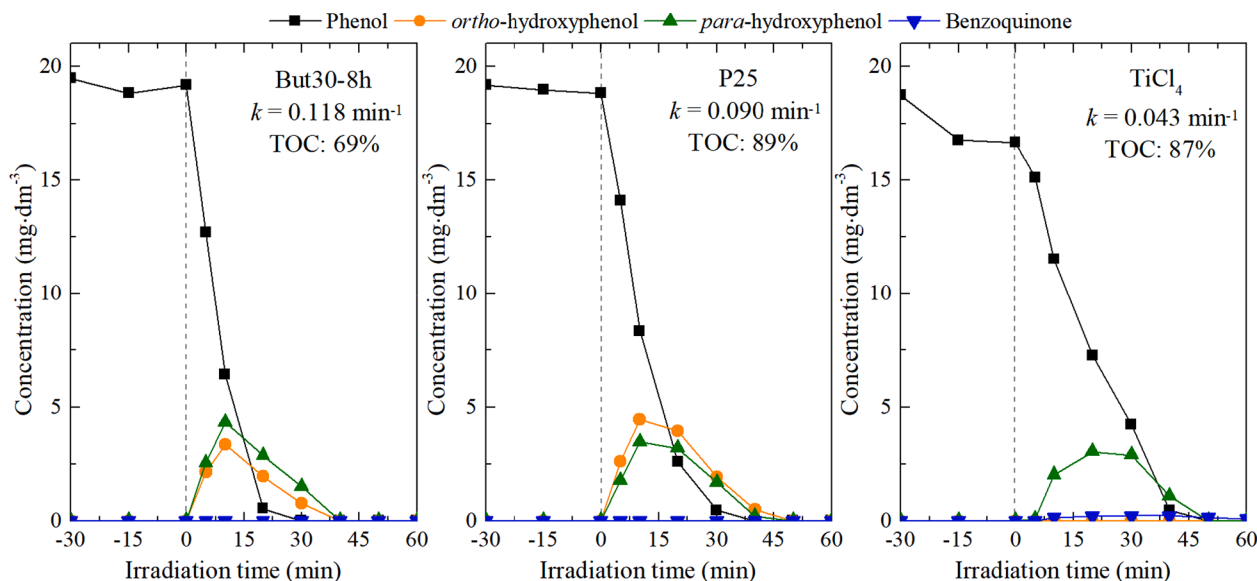 Phenol ortho-hydroxyphenol para-hydroxyphenol Benzoquinone
But30-8h
k = 0.118 min⁻¹
TOC: 69%
Concentration (mg·dm⁻³)
20
15
10
5
0
-30 -15 0 15 30 45 60
Irradiation time (min)
P25
k = 0.090 min⁻¹
TOC: 89%
Concentration (mg·dm⁻³)
20
15
10
5
0
-30 -15 0 15 30 45 60
Irradiation time (min)
TiCl₄
k = 0.043 min⁻¹
TOC: 87%
Concentration (mg·dm⁻³)
20
15
10
5
0
-30 -15 0 15 30 45 60
Irradiation time (min)